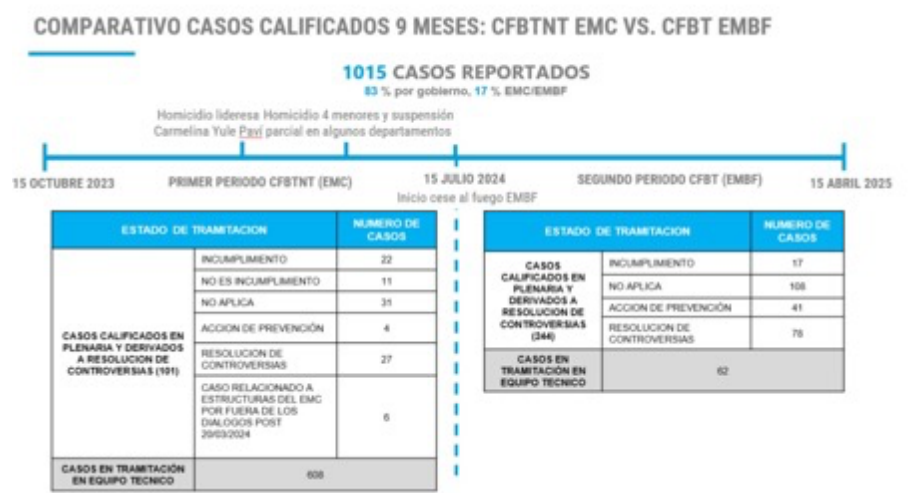 COMPARATIVO CASOS CALIFICADOS 9 MESES: CFBTNT EMC VS. CFBT EMBF
1015 CASOS REPORTADOS
83 % por gobierno, 17 % EMC/EMBF
Homicidio lideresa Homicidio 4 menores y suspensión
Carmelina Yule Paví parcial en algunos departamentos
15 OCTUBRE 2023
PRIMER PERIODO CFBTNT (EMC)
15 JULIO 2024
SEGUNDO PERIODO CFBT (EMBF)
15 ABRIL 2025
Inicio cese al fuego EMBF
ESTADO DE TRAMITACION
NUMERO DE
CASOS
CASOS CALIFICADOS EN
PLENARIA Y DERIVADOS
A RESOLUCION DE
CONTROVERSIAS (101)
INCUMPLIMIENTO
22
NO ES INCUMPLIMIENTO
11
NO APLICA
31
ACCION DE PREVENCIÓN
4
RESOLUCION DE
CONTROVERSIAS
27
CASO RELACIONADO A
ESTRUCTURAS DEL EMC
POR FUERA DE LOS
DIALOGOS POST
20/03/2024
6
CASOS EN TRAMITACIÓN
EN EQUIPO TECNICO
608
ESTADO DE TRAMITACION
NUMERO DE
CASOS
CASOS
CALIFICADOS EN
PLENARIA Y
DERIVADOS A
RESOLUCION DE
CONTROVERSIAS
(244)
INCUMPLIMIENTO
17
NO APLICA
108
ACCION DE PREVENCIÓN
41
RESOLUCION DE
CONTROVERSIAS
78
CASOS EN
TRAMITACIÓN EN
EQUIPO TECNICO
62